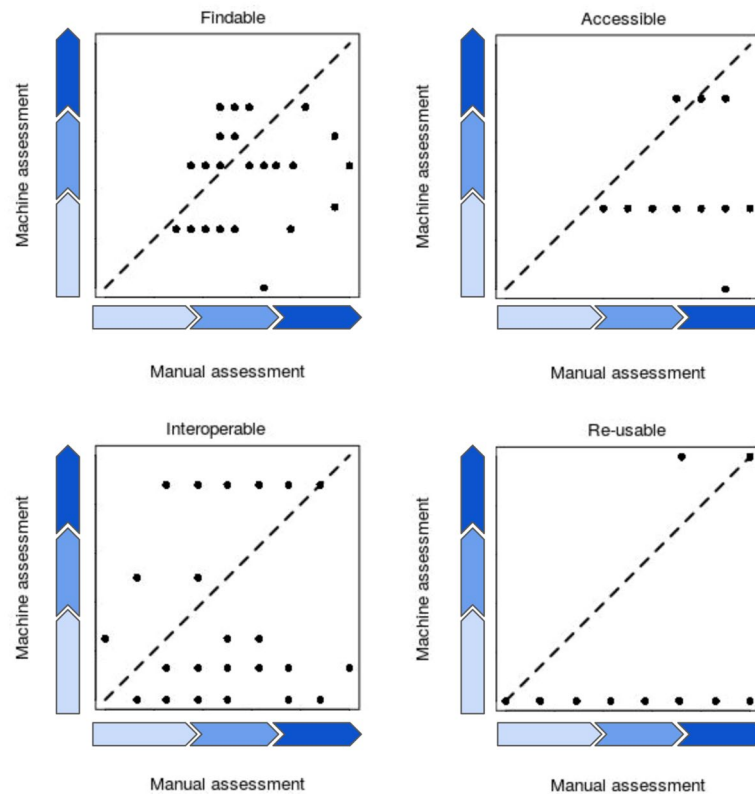 Findable
Accessible
Machine assessment
Machine assessment
Manual assessment
Manual assessment
Interoperable
Re-usable
Machine assessment
Machine assessment
Manual assessment
Manual assessment